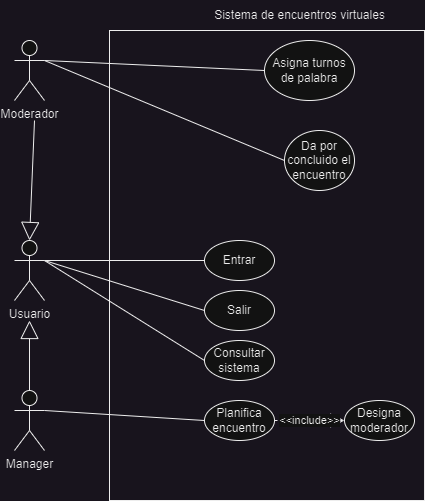 Sistema de encuentros virtuales
Asigna turnos
de palabra
Moderador
Da por
concluido el
encuentro
Entrar
Usuario
Salir
Consultar
sistema
Manager
Planifica
encuentro
<<include>>
Designa
moderador